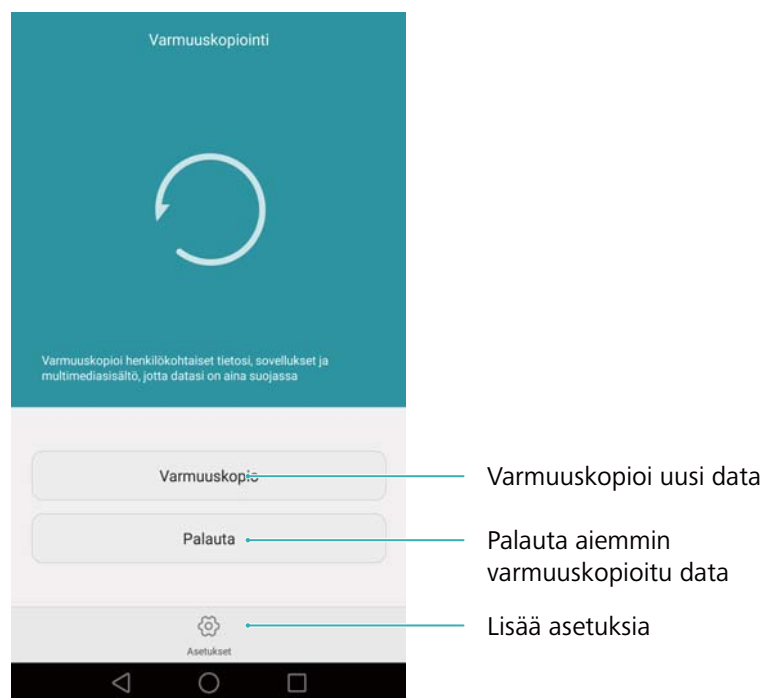 Varmuuskopiointi
Varmuuskopioi henkilökohtaiset tietosi, sovellukset ja
multimediasisältö, jotta datasi on aina suojassa
Varmuuskopio
Varmuuskopioi uusi data
Palauta
Palauta aiemmin
varmuuskopioitu data
Lisää asetuksia
Asetukset